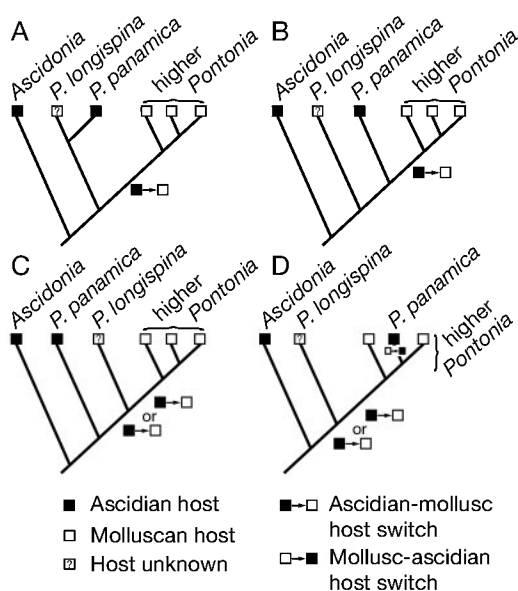 A
Ascidonia
P. longispina
P. panamica
higher
Pontonia
?
B
Ascidonia
P. longispina
P. panamica
higher
Pontonia
?
C
Ascidonia
P. panamica
P. longispina
higher
Pontonia
?
or
D
Ascidonia
P. longispina
P. panamica
higher
Pontonia
?
or
Ascidian host
Molluscan host
? Host unknown
Ascidian-mollusc
host switch
Mollusc-ascidian
host switch